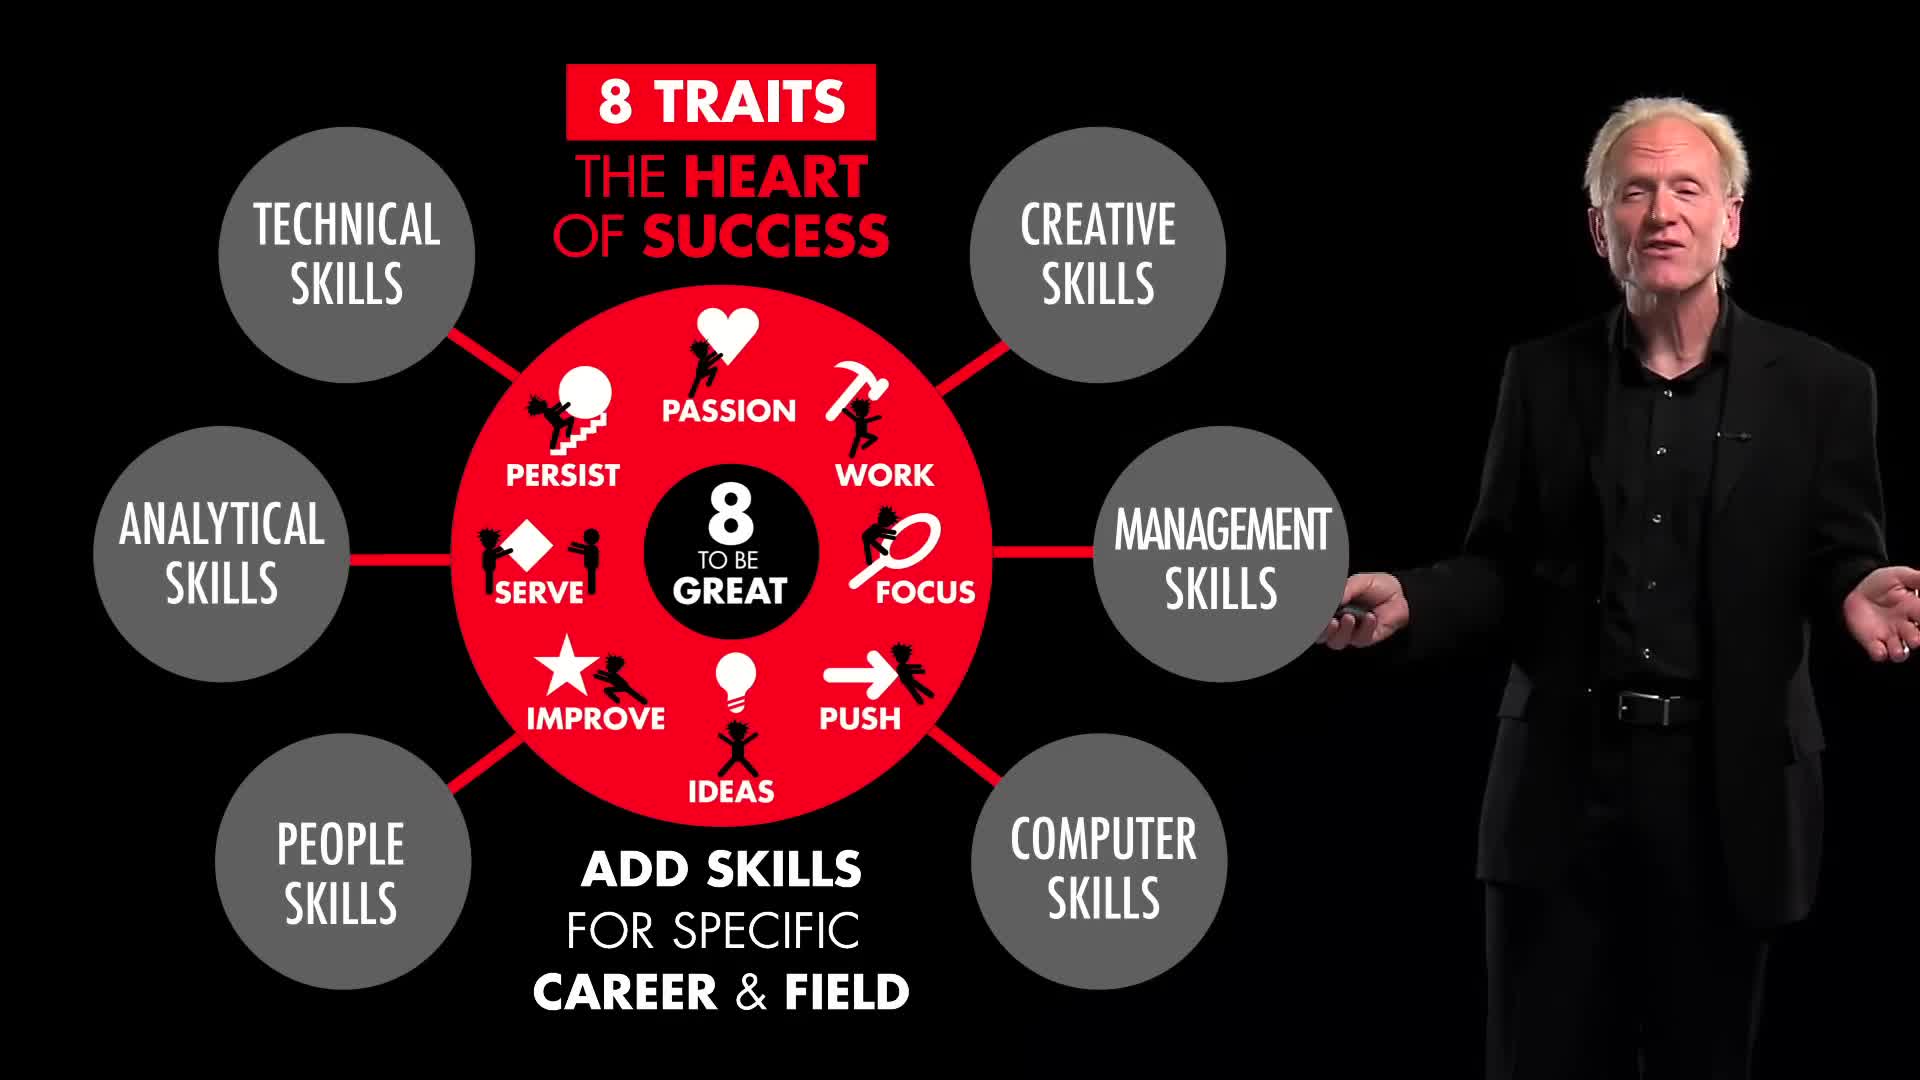 8 TRAITS
THE HEART
OF SUCCESS
TECHNICAL
SKILLS
CREATIVE
SKILLS
ANALYTICAL
SKILLS
MANAGEMENT
SKILLS
PEOPLE
SKILLS
COMPUTER
SKILLS
PASSION
WORK
FOCUS
PUSH
IDEAS
IMPROVE
SERVE
PERSIST
8
TO BE
GREAT
ADD SKILLS
FOR SPECIFIC
CAREER & FIELD